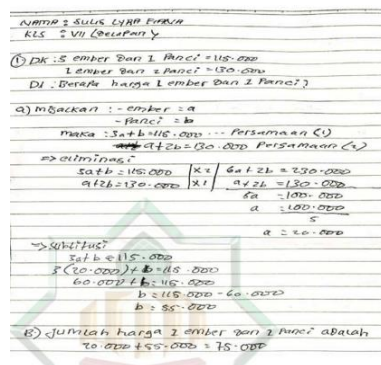 NAMA : SULIS LYRA FIRNA
KLS : VII (Delapan)
① DK : 3 ember Dan 1 Panci = 115.000
1 ember Dan 2 Panci = 130.000
DI : Berapa harga 1 ember Dan 1 Panci?
a) misalkan : - ember = a
- Panci = b
maka : 3a+b = 115.000 ... Persamaan (1)
a+2b = 130.000 Persamaan (2)
=> eliminasi
3a+b = 115.000 | x2 | 6a+2b = 230.000
a+2b = 130.000 | x1 | a+2b = 130.000
5a = 100.000
a = 100.000
5
a = 20.000
=> subtitusi
3a+b = 115.000
3(20.000)+b = 115.000
60.000+b = 115.000
b = 115.000 - 60.000
b = 55.000
B) Jumlah harga 1 ember Dan 1 Panci aDalah
20.000+55.000 = 75.000